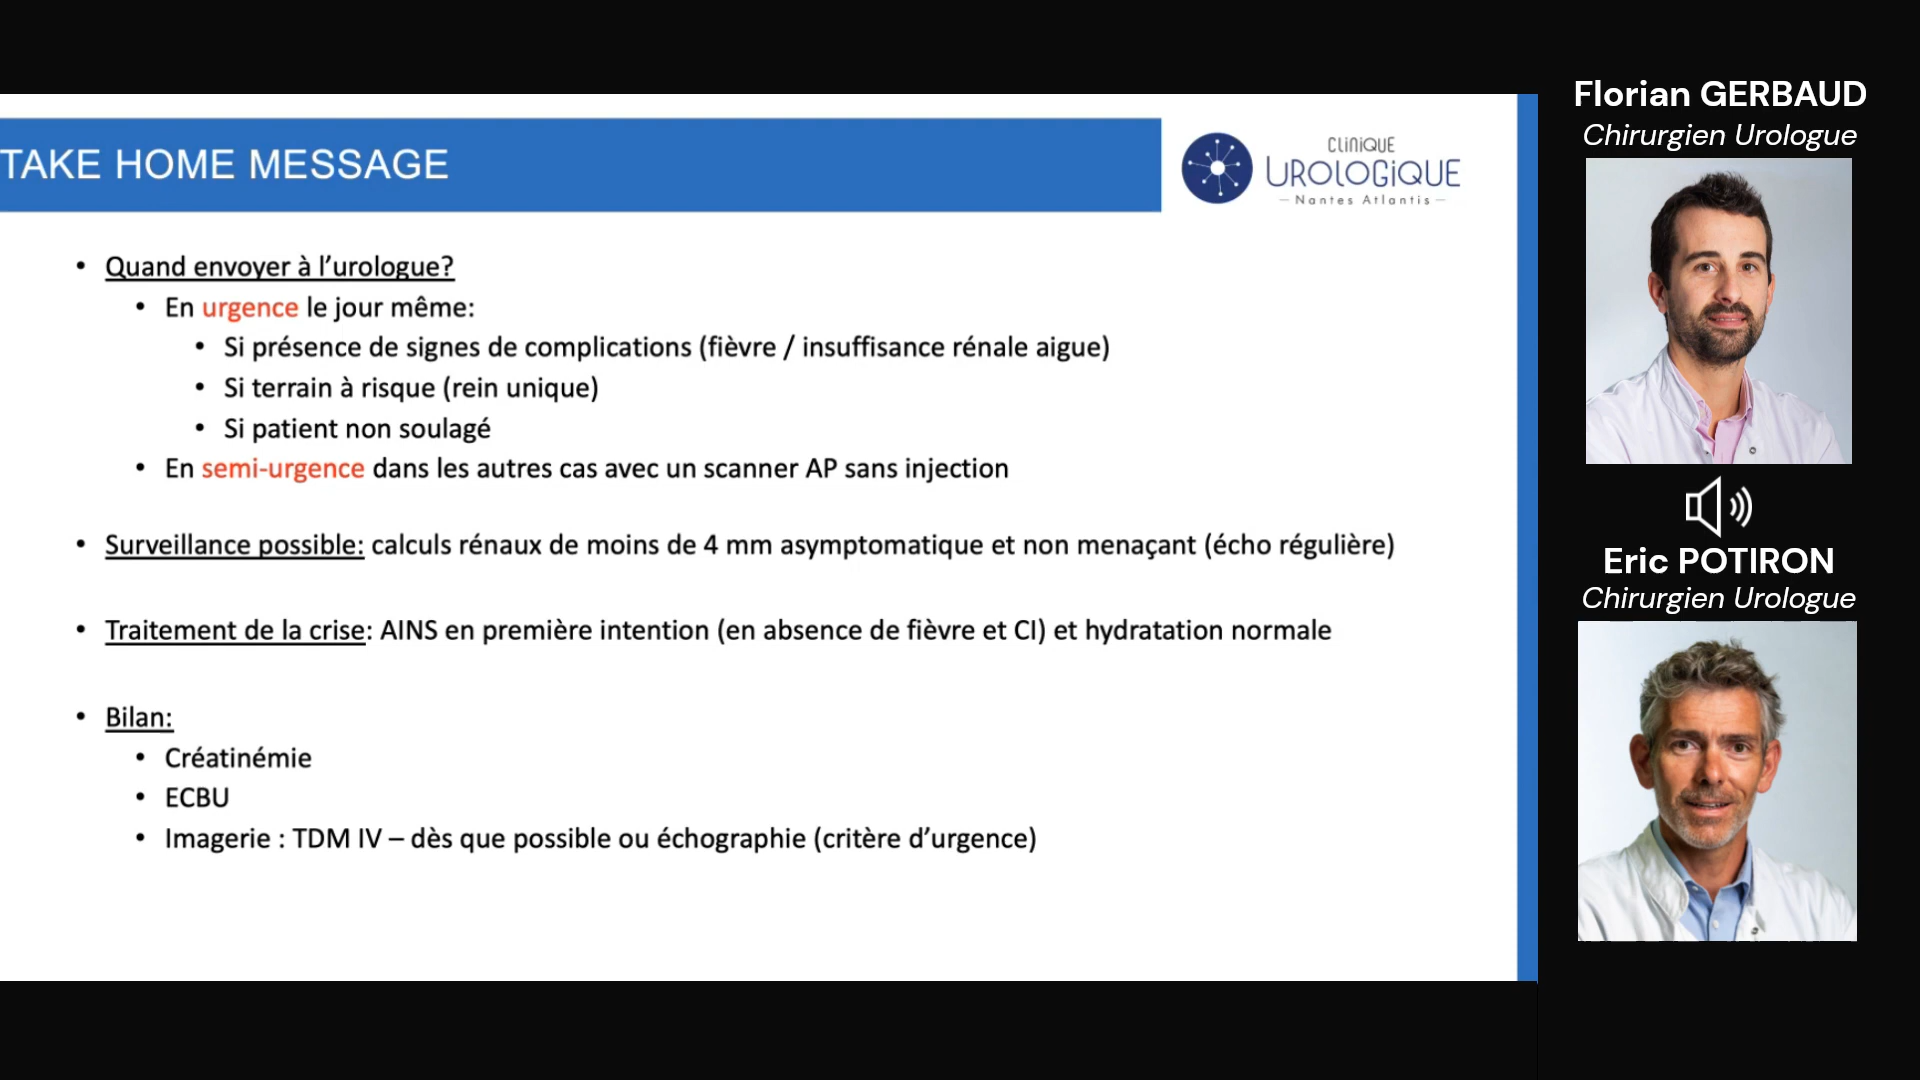 TAKE HOME MESSAGE
CLINIQUE
UROLOGIQUE
Nantes Atlantis
• Quand envoyer à l’urologue?
• En urgence le jour même:
• Si présence de signes de complications (fièvre / insuffisance rénale aigue)
• Si terrain à risque (rein unique)
• Si patient non soulagé
• En semi-urgence dans les autres cas avec un scanner AP sans injection
• Surveillance possible: calculs rénaux de moins de 4 mm asymptomatique et non menaçant (écho régulière)
• Traitement de la crise: AINS en première intention (en absence de fièvre et CI) et hydratation normale
• Bilan:
• Créatinémie
• ECBU
• Imagerie : TDM IV – dès que possible ou échographie (critère d’urgence)
Florian GERBAUD
Chirurgien Urologue
Eric POTIRON
Chirurgien Urologue